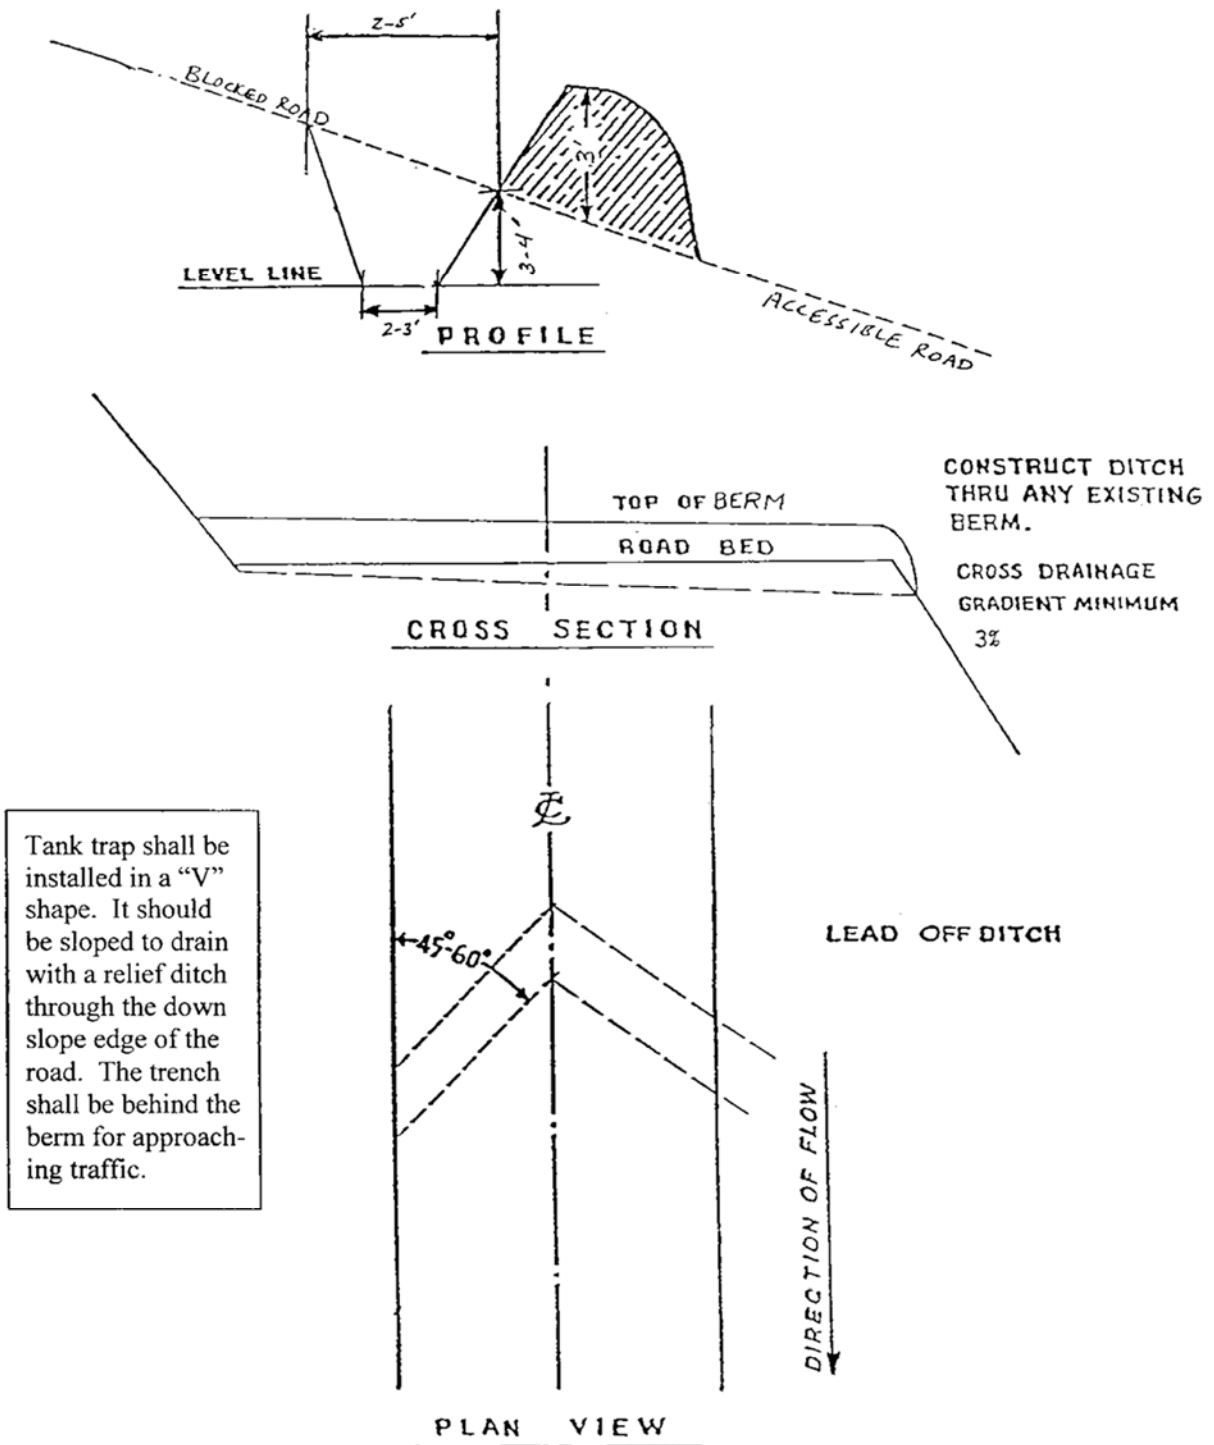 2-5'
BLOCKED ROAD
3'
3-4'
LEVEL LINE
2-3'
PROFILE
ACCESSIBLE ROAD
CONSTRUCT DITCH
THRU ANY EXISTING
BERM.
TOP OF BERM
ROAD BED
CROSS DRAINAGE
GRADIENT MINIMUM
3%
CROSS SECTION
℄
Tank trap shall be
installed in a “V”
shape. It should
be sloped to drain
with a relief ditch
through the down
slope edge of the
road. The trench
shall be behind the
berm for approach-
ing traffic.
45°-60°
LEAD OFF DITCH
DIRECTION OF FLOW
PLAN VIEW